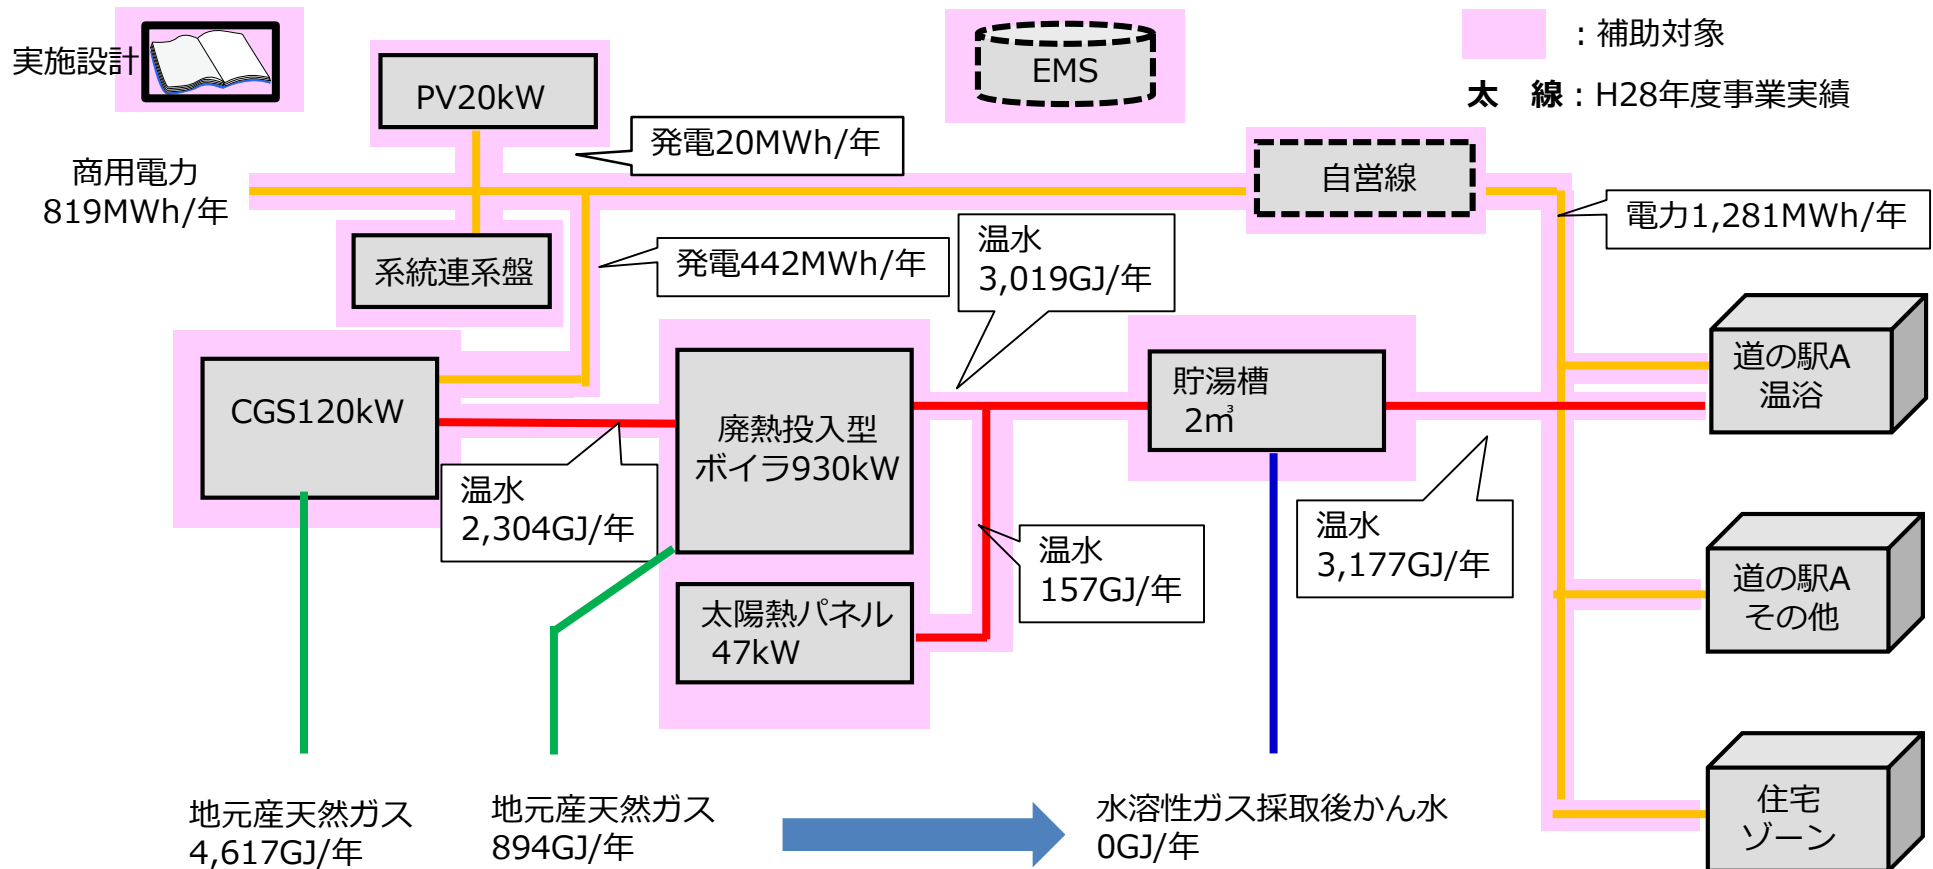 実施設計
PV20kW
EMS
：補助対象
太　線：H28年度事業実績
発電20MWh/年
商用電力
819MWh/年
自営線
電力1,281MWh/年
系統連系盤
発電442MWh/年
温水
3,019GJ/年
CGS120kW
廃熱投入型
ボイラ930kW
貯湯槽
2㎥
道の駅A
温浴
温水
2,304GJ/年
温水
157GJ/年
温水
3,177GJ/年
太陽熱パネル
47kW
道の駅A
その他
住宅
ゾーン
地元産天然ガス
4,617GJ/年
地元産天然ガス
894GJ/年
水溶性ガス採取後かん水
0GJ/年